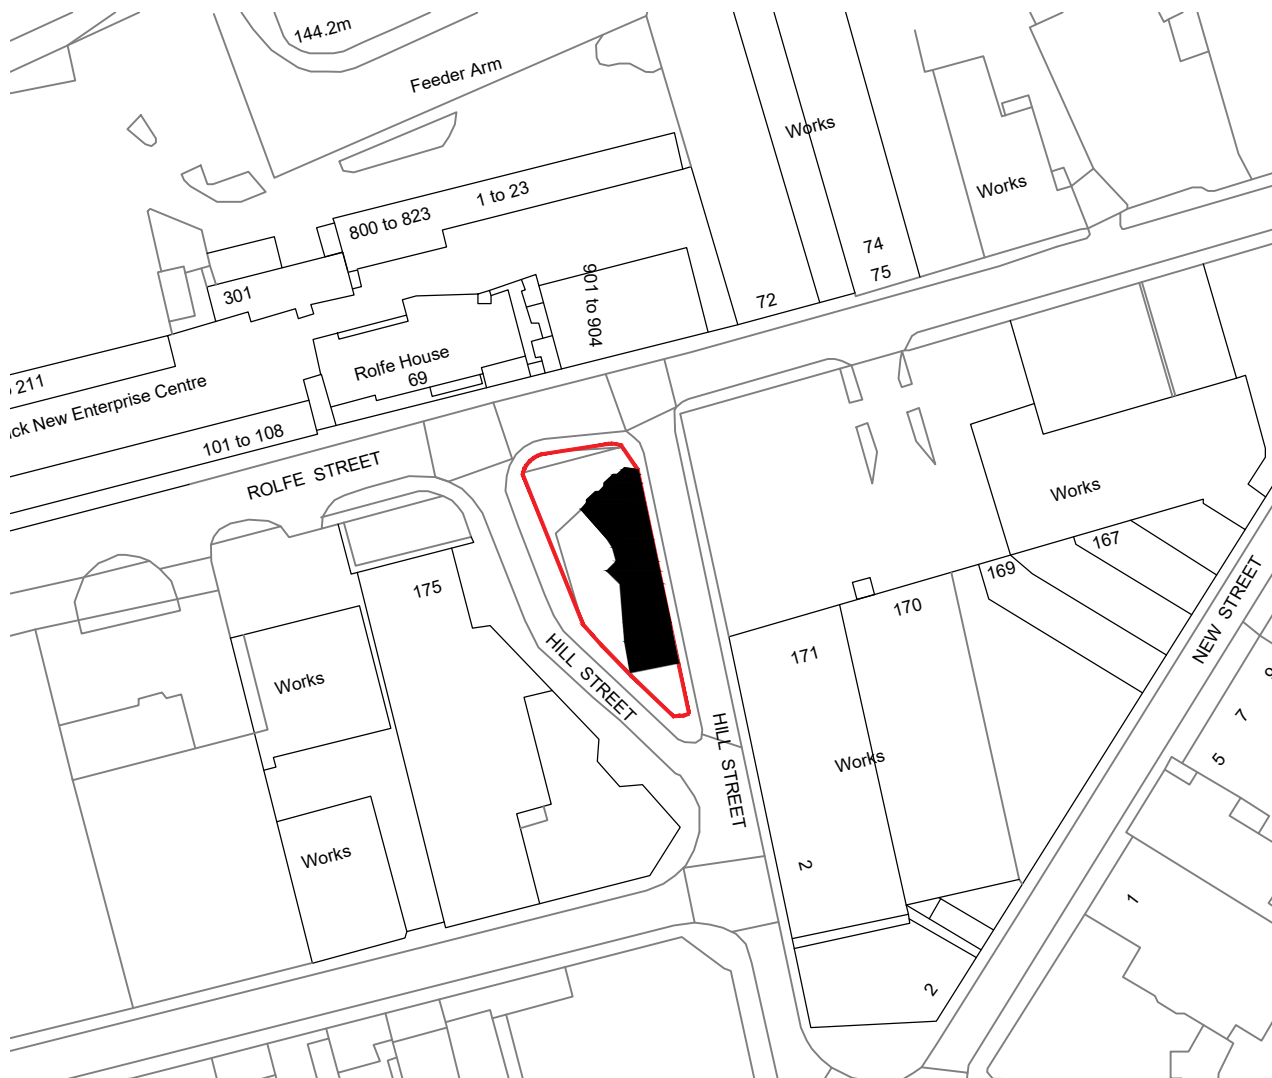 144.2m
Feeder Arm
Works
Works
1 to 23
800 to 823
74
75
72
301
901 to 904
Rolfe House
69
211
ck New Enterprise Centre
101 to 108
ROLFE STREET
Works
167
169
170
171
175
NEW STREET
HILL STREET
HILL STREET
Works
Works
Works
9
7
5
2
1
2